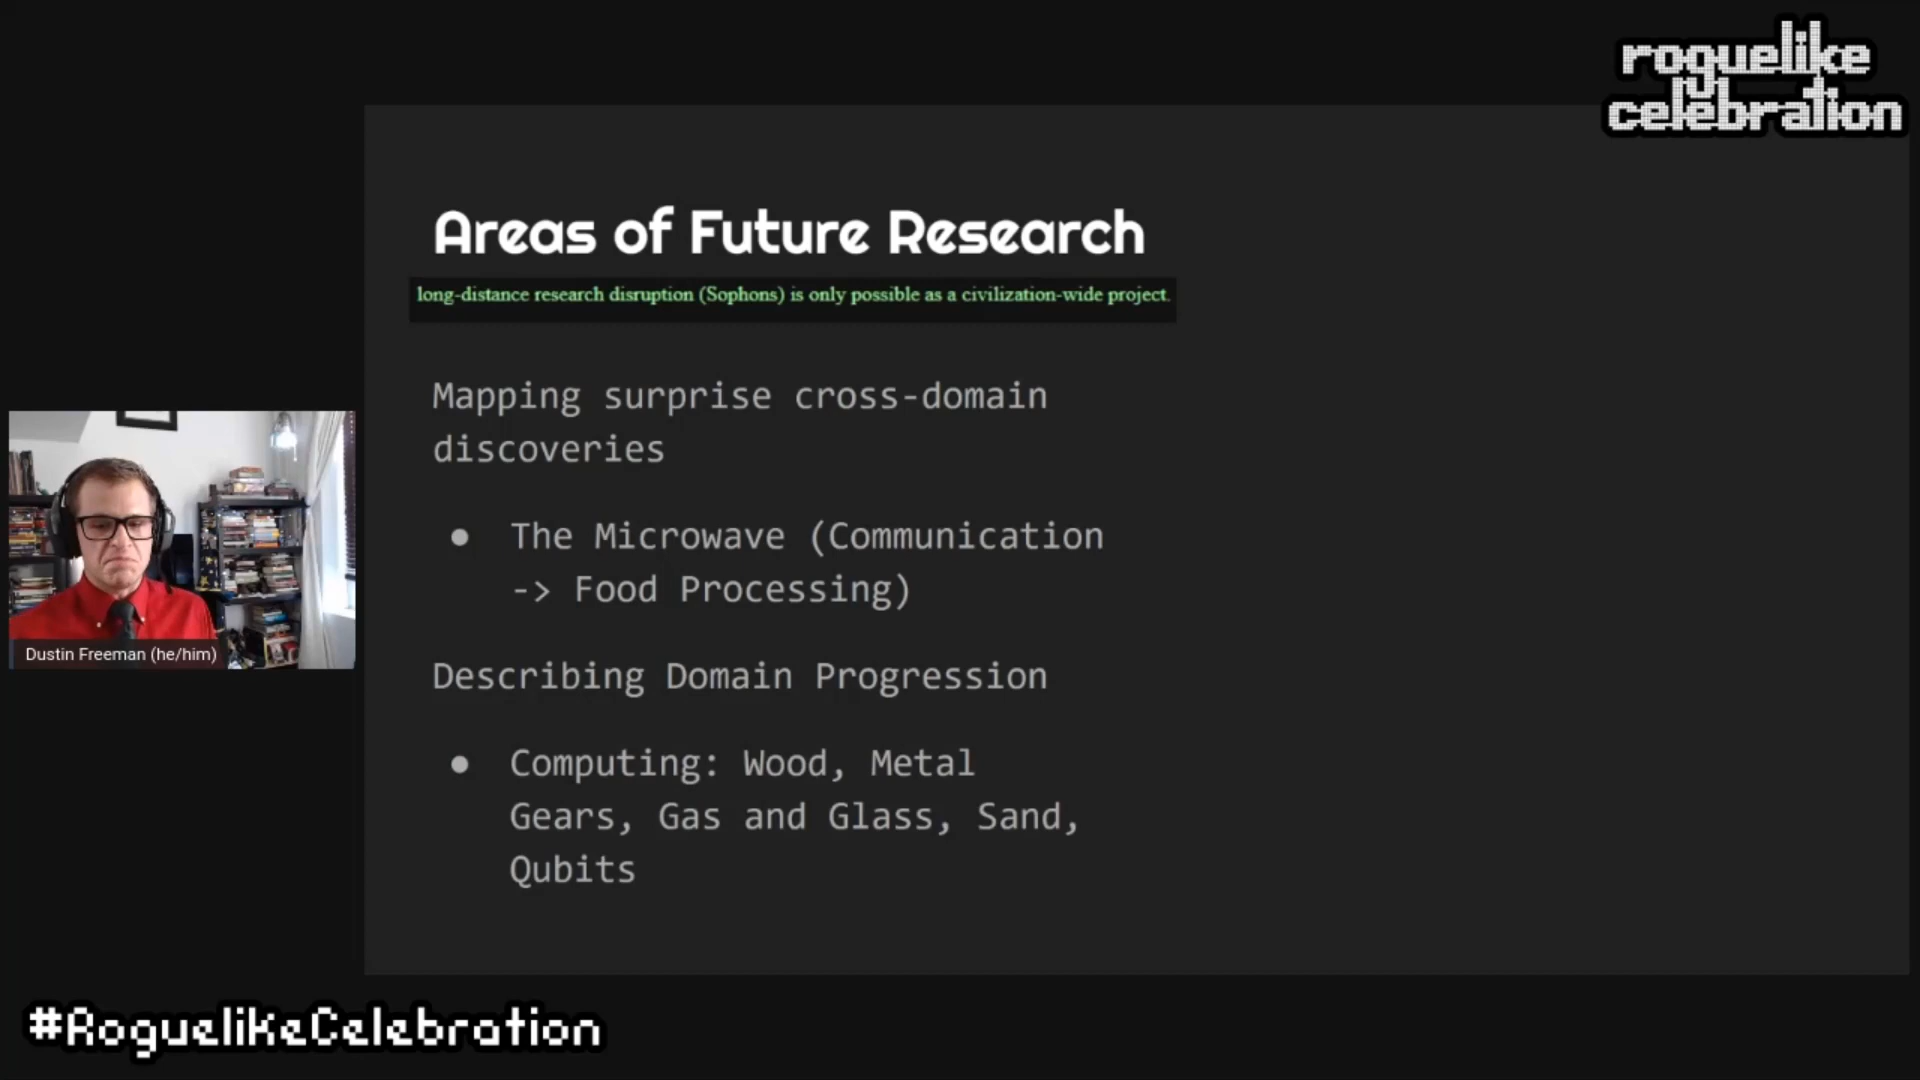 roguelike
celebration
Areas of Future Research
long-distance research disruption (Sophons) is only possible as a civilization-wide project.
Mapping surprise cross-domain
discoveries
● The Microwave (Communication
-> Food Processing)
Describing Domain Progression
● Computing: Wood, Metal
Gears, Gas and Glass, Sand,
Qubits
Dustin Freeman (he/him)
#RoguelikeCelebration